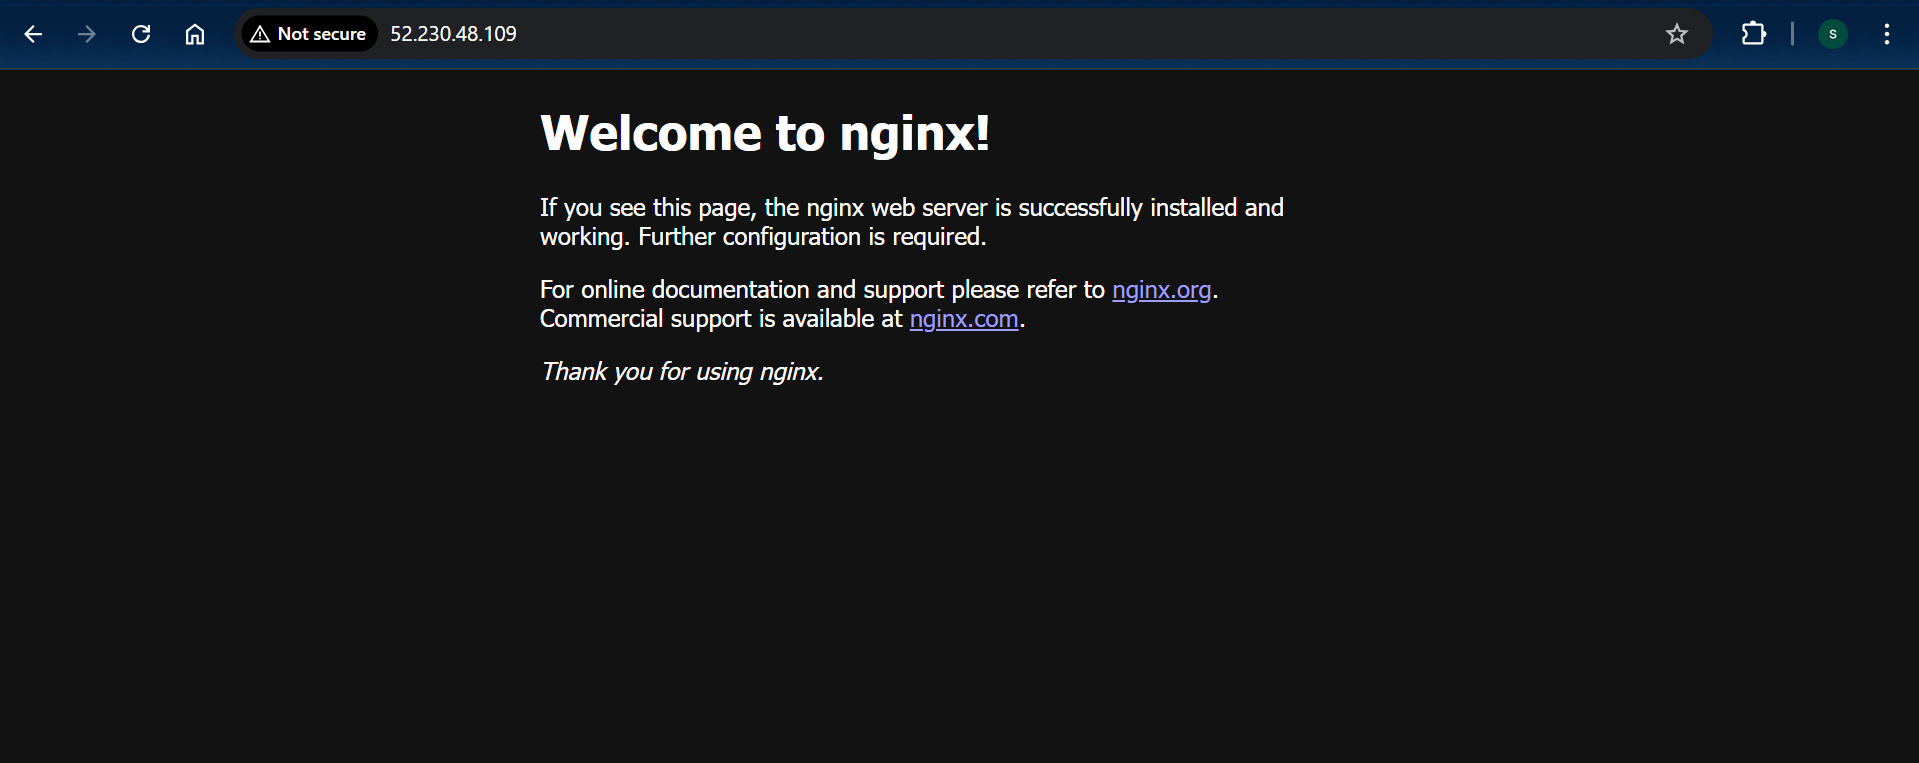 Not secure 52.230.48.109
S
Welcome to nginx!
If you see this page, the nginx web server is successfully installed and
working. Further configuration is required.
For online documentation and support please refer to nginx.org.
Commercial support is available at nginx.com.
Thank you for using nginx.